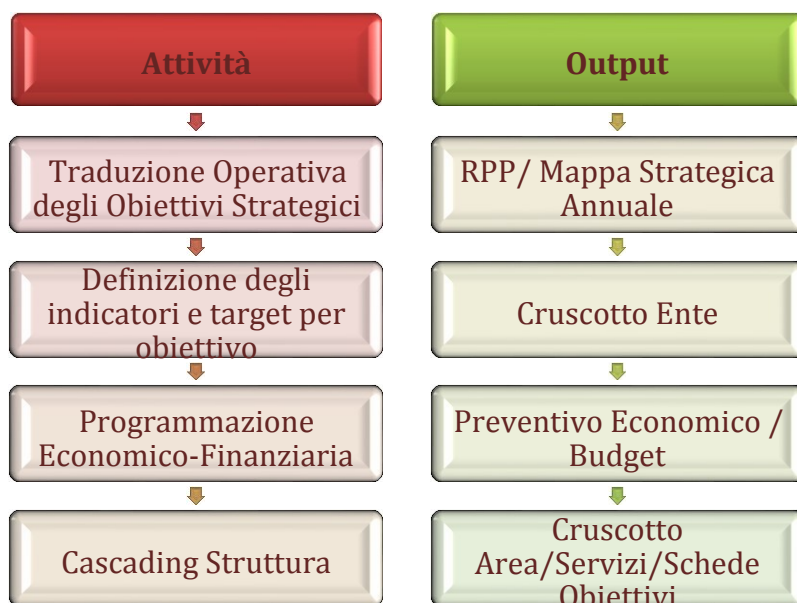 Attività
Traduzione Operativa
degli Obiettivi Strategici
Definizione degli
indicatori e target per
obiettivo
Programmazione
Economico-Finanziaria
Cascading Struttura
Output
RPP/ Mappa Strategica
Annuale
Cruscotto Ente
Preventivo Economico /
Budget
Cruscotto
Area/Servizi/Schede
Obiettivi